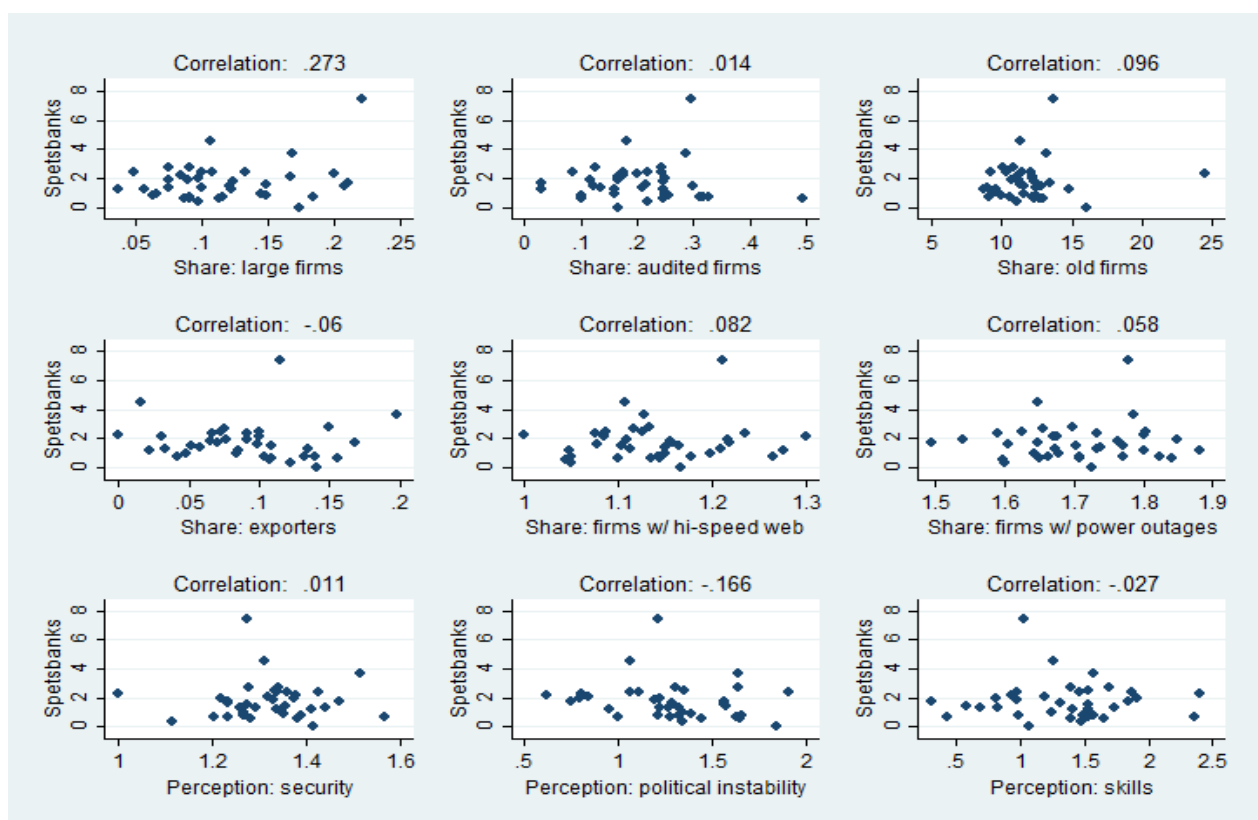 Correlation: .273
Spetsbanks
8
6
4
2
0
.05 .1 .15 .2 .25
Share: large firms
Correlation: .014
Spetsbanks
8
6
4
2
0
0 .1 .2 .3 .4 .5
Share: audited firms
Correlation: .096
Spetsbanks
8
6
4
2
0
5 10 15 20 25
Share: old firms
Correlation: -.06
Spetsbanks
8
6
4
2
0
0 .05 .1 .15 .2
Share: exporters
Correlation: .082
Spetsbanks
8
6
4
2
0
1 1.1 1.2 1.3
Share: firms w/ hi-speed web
Correlation: .058
Spetsbanks
8
6
4
2
0
1.5 1.6 1.7 1.8 1.9
Share: firms w/ power outages
Correlation: .011
Spetsbanks
8
6
4
2
0
1 1.2 1.4 1.6
Perception: security
Correlation: -.166
Spetsbanks
8
6
4
2
0
.5 1 1.5 2
Perception: political instability
Correlation: -.027
Spetsbanks
8
6
4
2
0
.5 1 1.5 2 2.5
Perception: skills